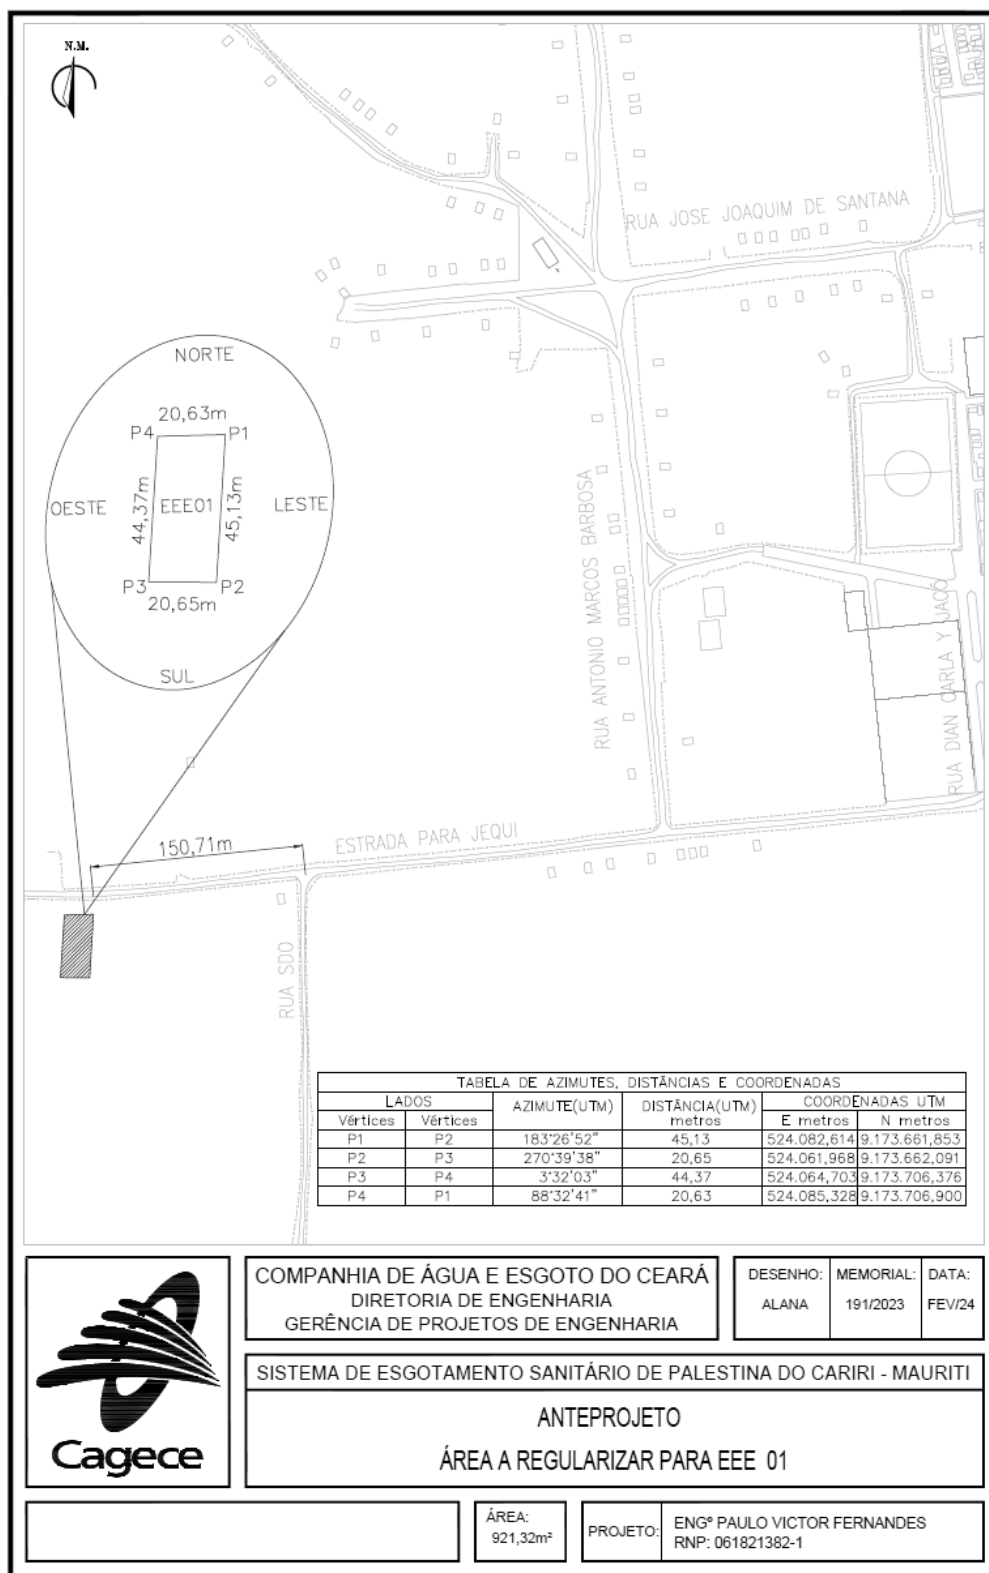 N.M.
RUA JOSE JOAQUIM DE SANTANA
NORTE
20,63m
P4
P1
OESTE
44,37m
EEE01
45,13m
LESTE
P3
P2
20,65m
SUL
RUA ANTONIO MARCOS BARBOSA
RUA DIAN CARLA Y JACÓ
150,71m
ESTRADA PARA JEQUI
RUA SDO
TABELA DE AZIMUTES, DISTÂNCIAS E COORDENADAS
LADOS AZIMUTE(UTM) DISTÂNCIA(UTM) metros COORDENADAS UTM
Vértices Vértices E metros N metros
P1 P2 183°26'52" 45,13 524.082,614 9.173.661,853
P2 P3 270°39'38" 20,65 524.061,968 9.173.662,091
P3 P4 3°32'03" 44,37 524.064,703 9.173.706,376
P4 P1 88°32'41" 20,63 524.085,328 9.173.706,900
Cagece
COMPANHIA DE ÁGUA E ESGOTO DO CEARÁ
DIRETORIA DE ENGENHARIA
GERÊNCIA DE PROJETOS DE ENGENHARIA
DESENHO: MEMORIAL: DATA:
ALANA 191/2023 FEV/24
SISTEMA DE ESGOTAMENTO SANITÁRIO DE PALESTINA DO CARIRI - MAURITI
ANTEPROJETO
ÁREA A REGULARIZAR PARA EEE 01
ÁREA:
921,32m²
PROJETO:
ENGº PAULO VICTOR FERNANDES
RNP: 061821382-1